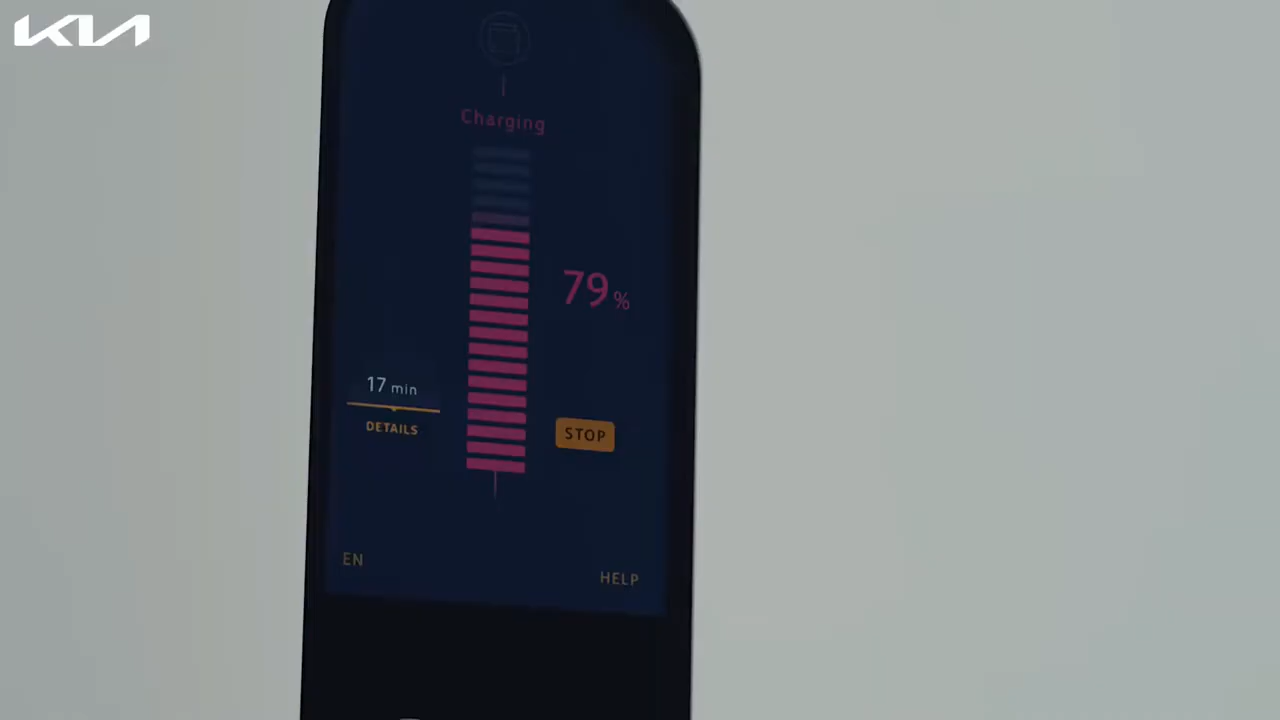 KIA
Charging
79 %
17 min
DETAILS
STOP
EN
HELP